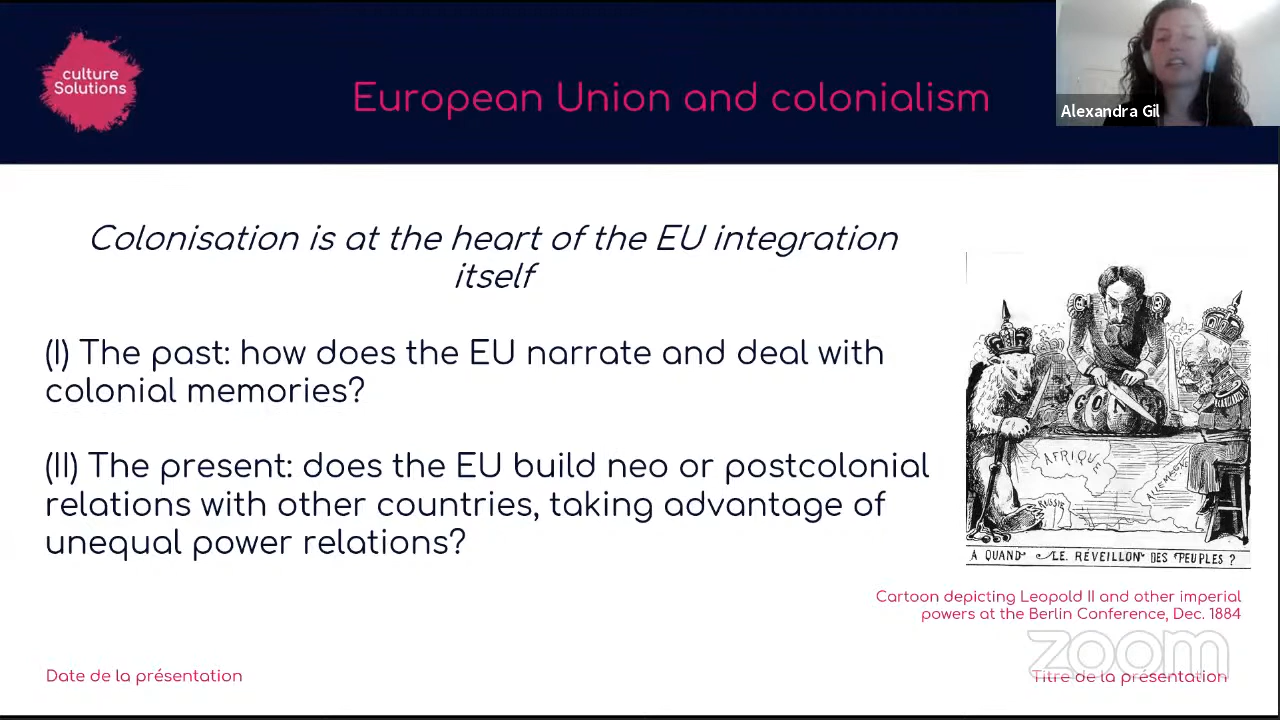 culture
Solutions
European Union and colonialism
Alexandra Gil
Colonisation is at the heart of the EU integration
itself
(I) The past: how does the EU narrate and deal with
colonial memories?
(II) The present: does the EU build neo or postcolonial
relations with other countries, taking advantage of
unequal power relations?
CONGO
AFRIQUE
ALLEMAGNE
RUSSIE
A QUAND LE RÉVEILLON DES PEUPLES ?
Cartoon depicting Leopold II and other imperial
powers at the Berlin Conference, Dec. 1884
zoom
Date de la présentation
Titre de la présentation